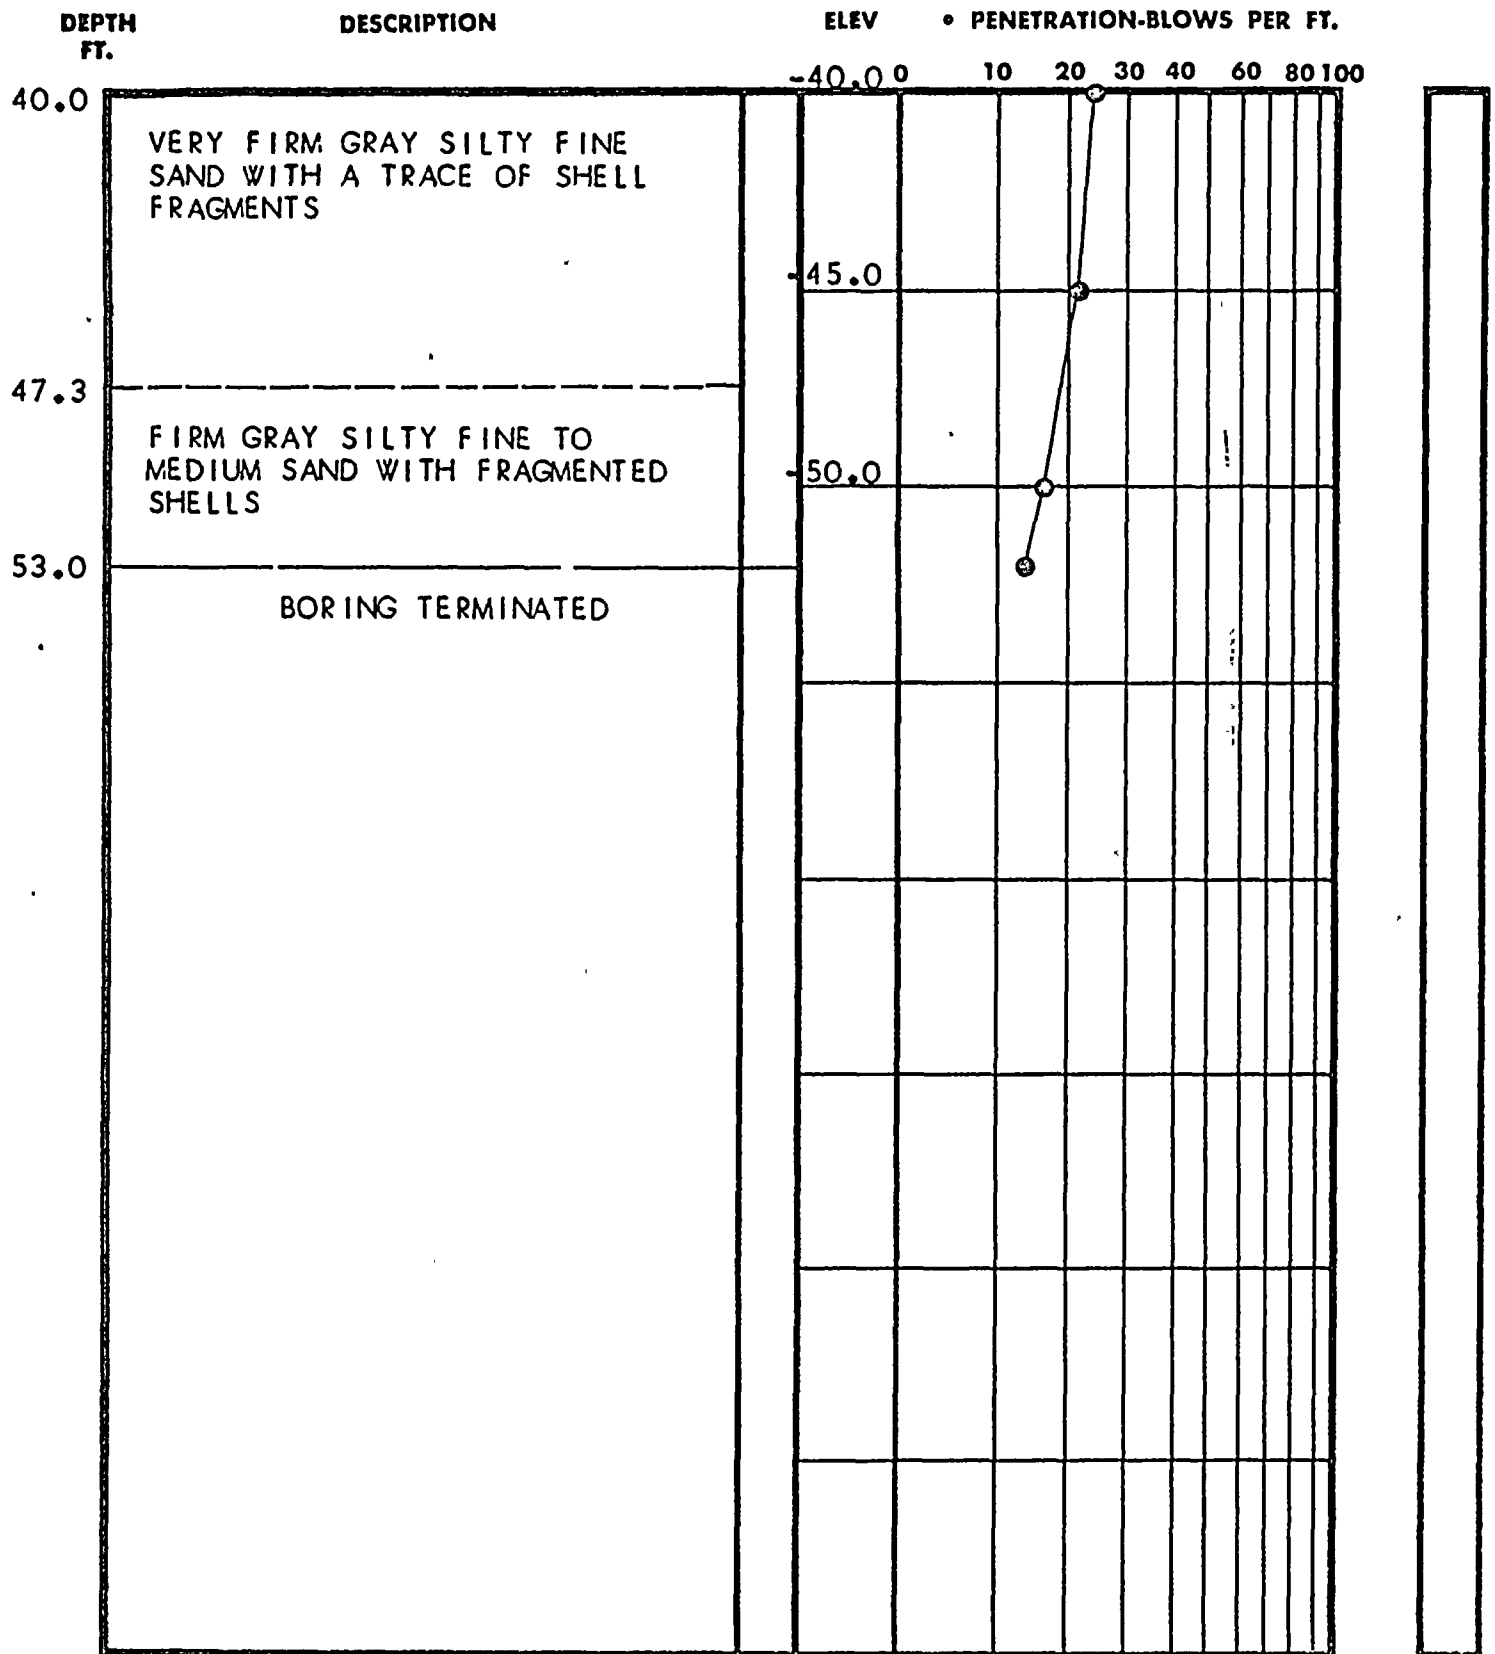 DEPTH FT. DESCRIPTION ELEV • PENETRATION-BLOWS PER FT.
-40.0 0 10 20 30 40 60 80 100
40.0
VERY FIRM GRAY SILTY FINE
SAND WITH A TRACE OF SHELL
FRAGMENTS
-45.0
47.3
FIRM GRAY SILTY FINE TO
MEDIUM SAND WITH FRAGMENTED
SHELLS
-50.0
53.0
BORING TERMINATED